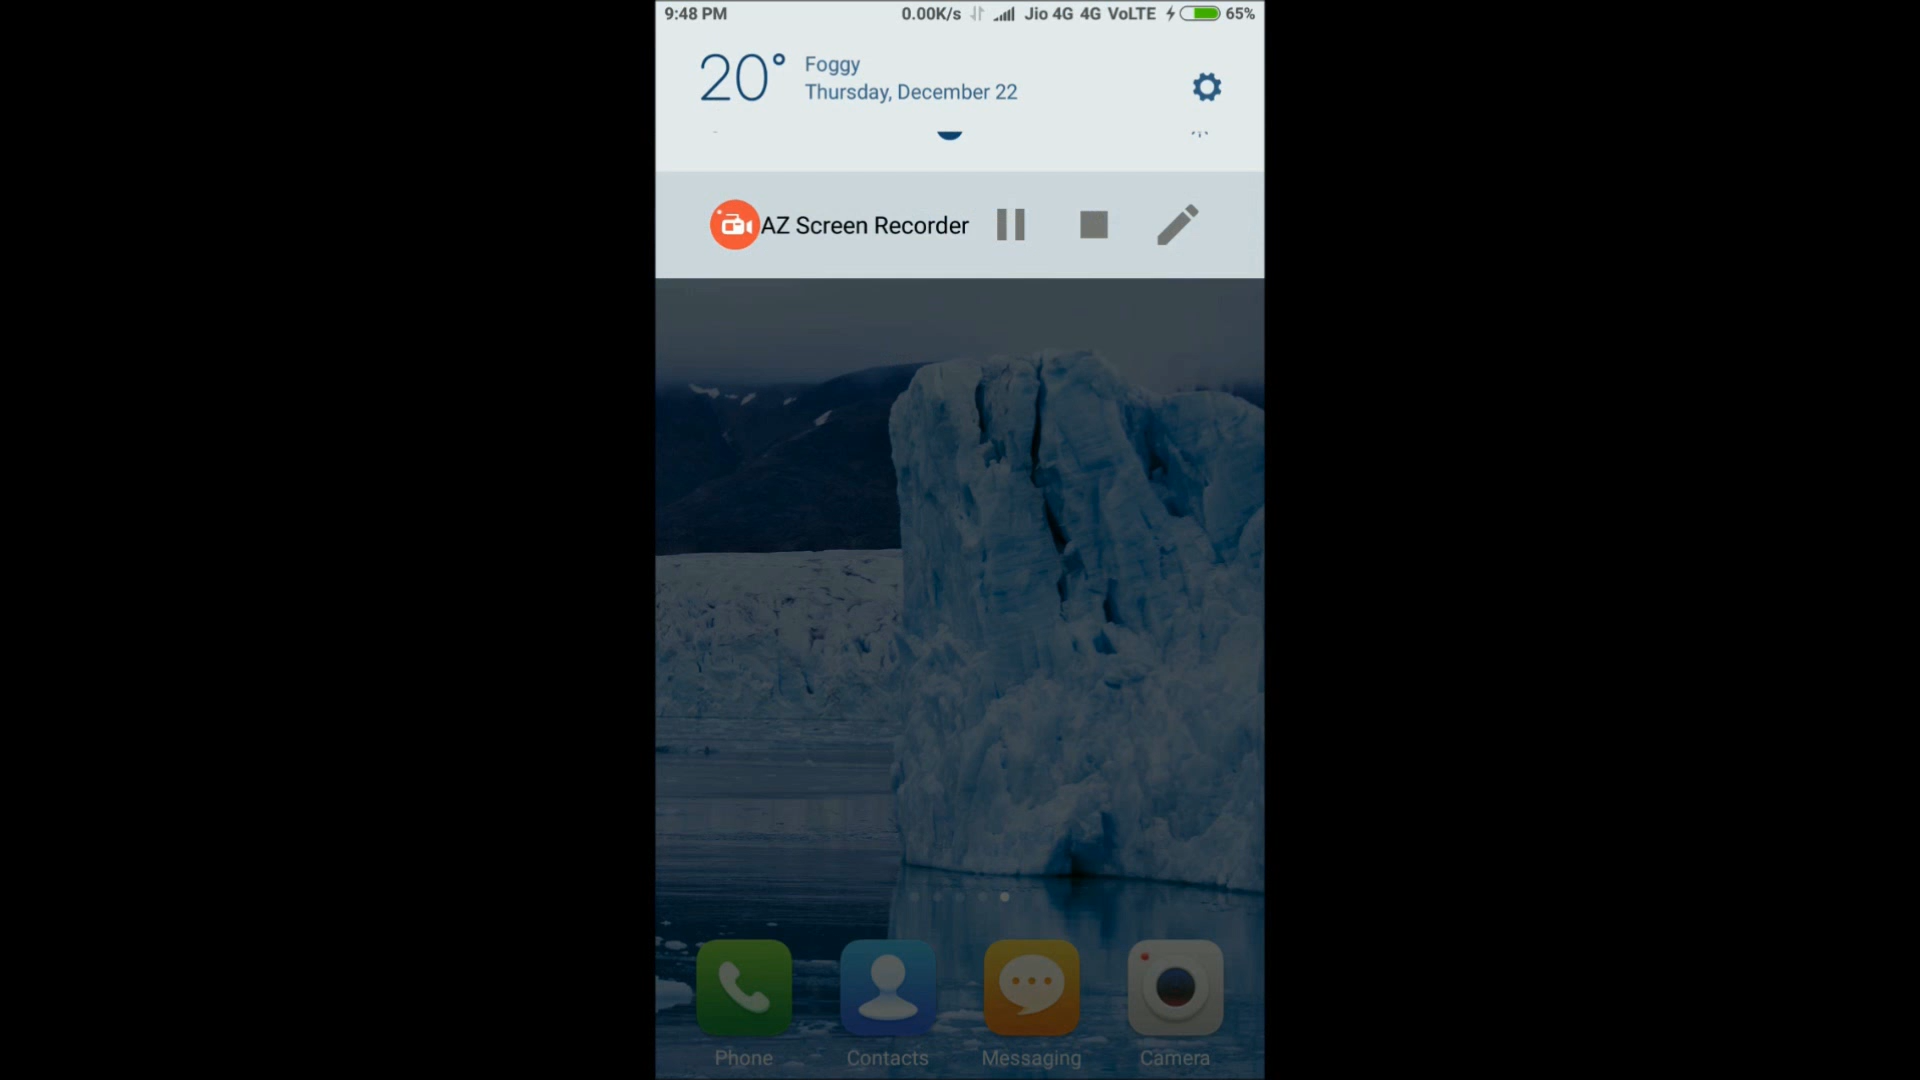 9:48 PM 0.00K/s Jio 4G 4G VoLTE 65%
20°
Foggy
Thursday, December 22
AZ Screen Recorder
Phone Contacts Messaging Camera